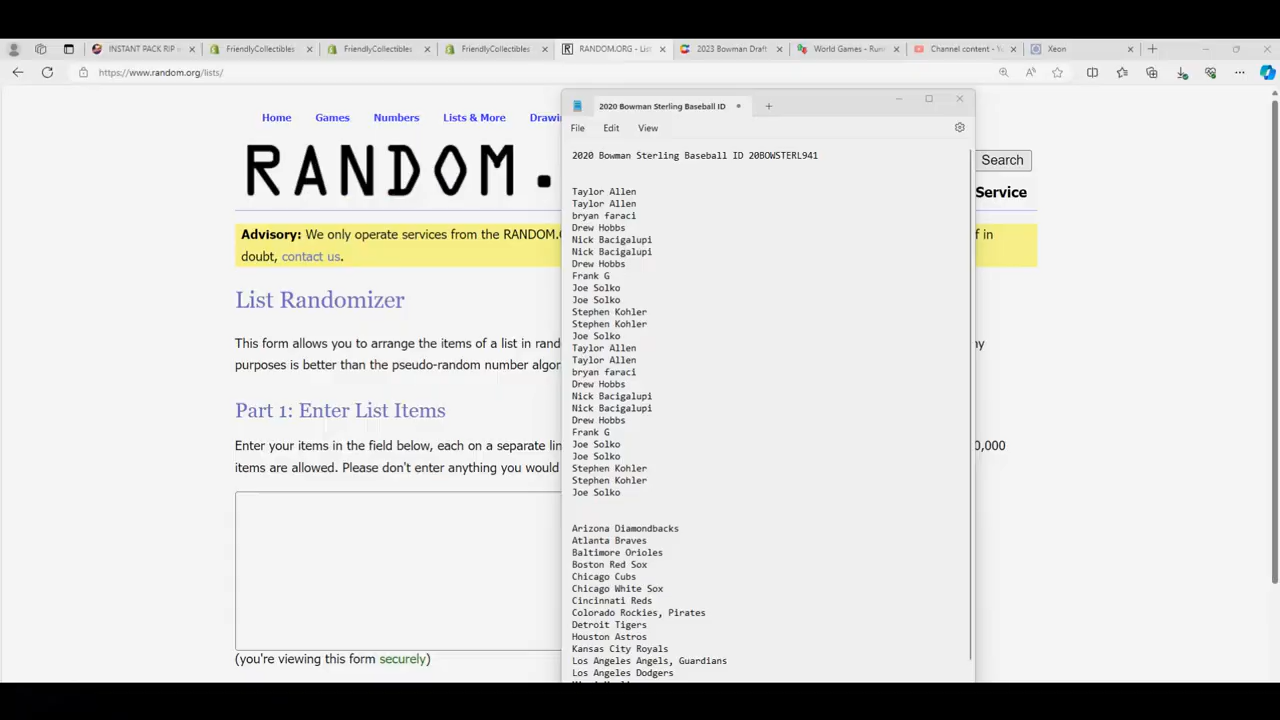 INSTANT PACK RIP
FriendlyCollectibles
FriendlyCollectibles
FriendlyCollectibles
RANDOM.ORG - List
2023 Bowman Draft
World Games - Run
Channel content - Y
Xeon
https://www.random.org/lists/
Home
Games
Numbers
Lists & More
Drawin
RANDOM.
Search
Service
Advisory: We only operate services from the RANDOM.O
f in
doubt, contact us.
List Randomizer
This form allows you to arrange the items of a list in rand
ny
purposes is better than the pseudo-random number algor
Part 1: Enter List Items
Enter your items in the field below, each on a separate lin
0,000
items are allowed. Please don't enter anything you would
(you're viewing this form securely)
2020 Bowman Sterling Baseball ID
File
Edit
View
2020 Bowman Sterling Baseball ID 20BOWSTERL941
Taylor Allen
Taylor Allen
bryan faraci
Drew Hobbs
Nick Bacigalupi
Nick Bacigalupi
Drew Hobbs
Frank G
Joe Solko
Joe Solko
Stephen Kohler
Stephen Kohler
Joe Solko
Taylor Allen
Taylor Allen
bryan faraci
Drew Hobbs
Nick Bacigalupi
Nick Bacigalupi
Drew Hobbs
Frank G
Joe Solko
Joe Solko
Stephen Kohler
Stephen Kohler
Joe Solko
Arizona Diamondbacks
Atlanta Braves
Baltimore Orioles
Boston Red Sox
Chicago Cubs
Chicago White Sox
Cincinnati Reds
Colorado Rockies, Pirates
Detroit Tigers
Houston Astros
Kansas City Royals
Los Angeles Angels, Guardians
Los Angeles Dodgers